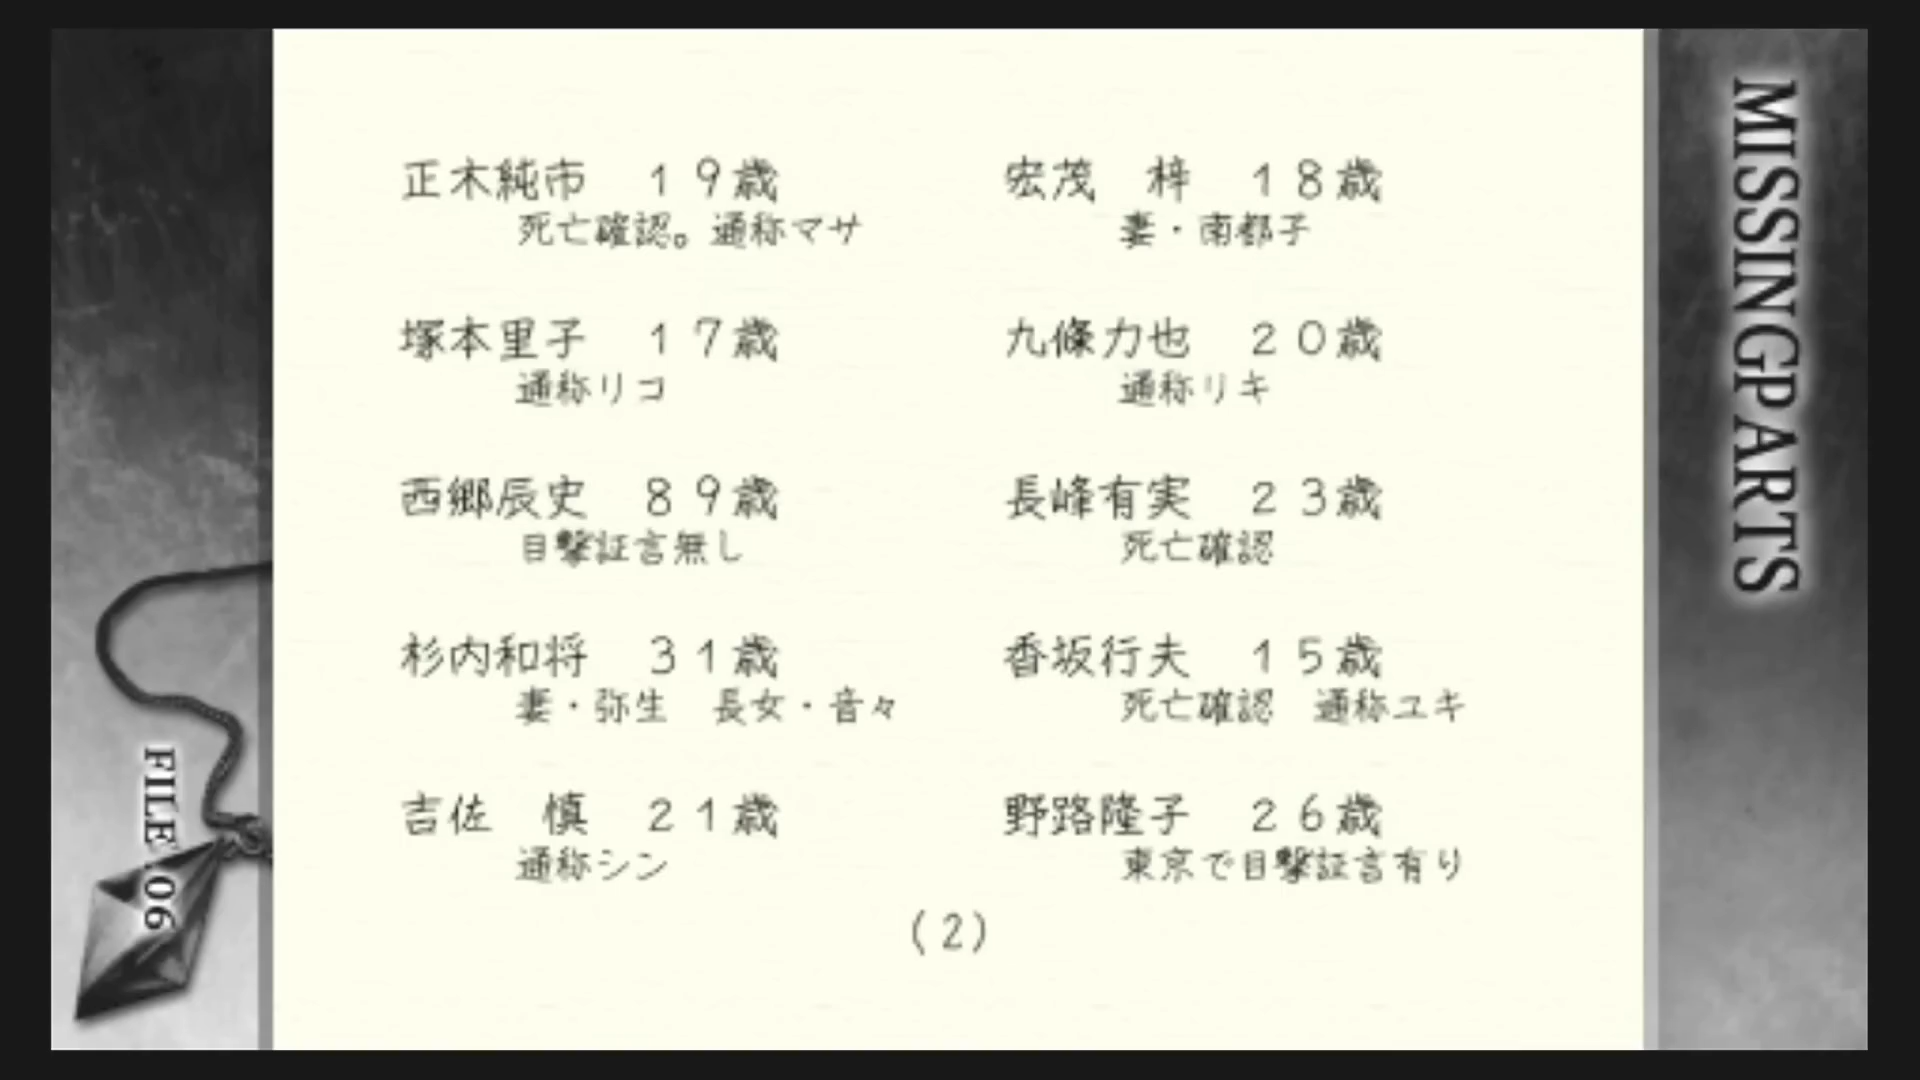 正木純市　１９歳
死亡確認。通称マサ
塚本里子　１７歳
通称リコ
西郷辰史　８９歳
目撃証言無し
杉内和将　３１歳
妻・弥生　長女・音々
吉佐　慎　２１歳
通称シン
宏茂　梓　１８歳
妻・南都子
九條力也　２０歳
通称リキ
長峰有実　２３歳
死亡確認
香坂行夫　１５歳
死亡確認　通称ユキ
野路隆子　２６歳
東京で目撃証言有り
(2)
MISSINGPARTS
FILE 06